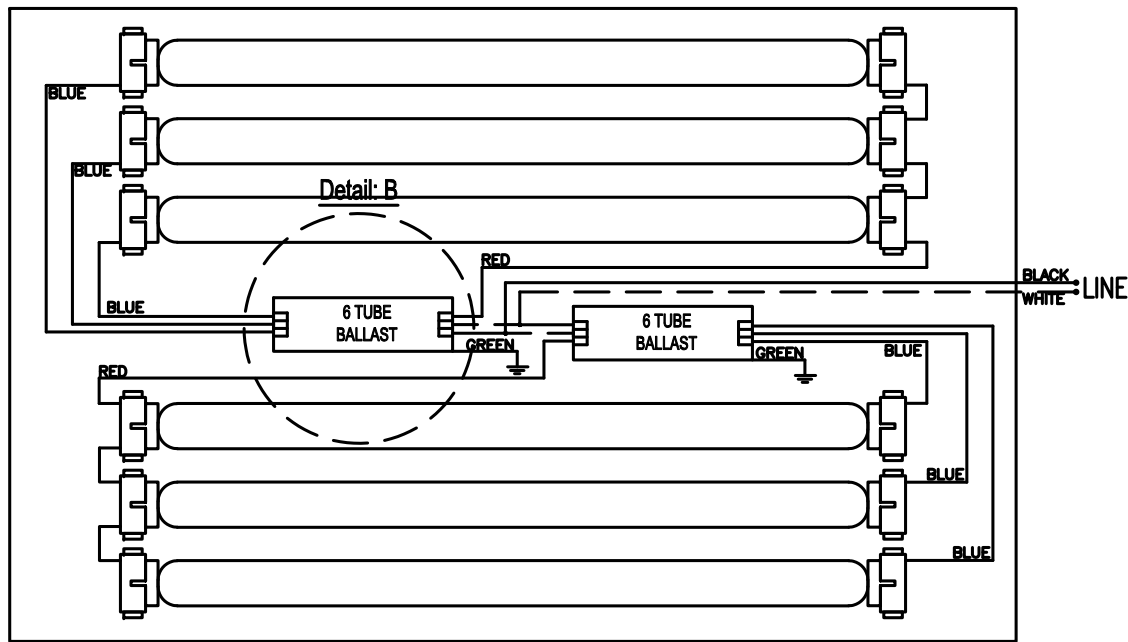 BLUE
BLUE
Detail: B
RED
BLACK
LINE
WHITE
BLUE
6 TUBE
BALLAST
6 TUBE
BALLAST
GREEN
GREEN
BLUE
RED
BLUE
BLUE